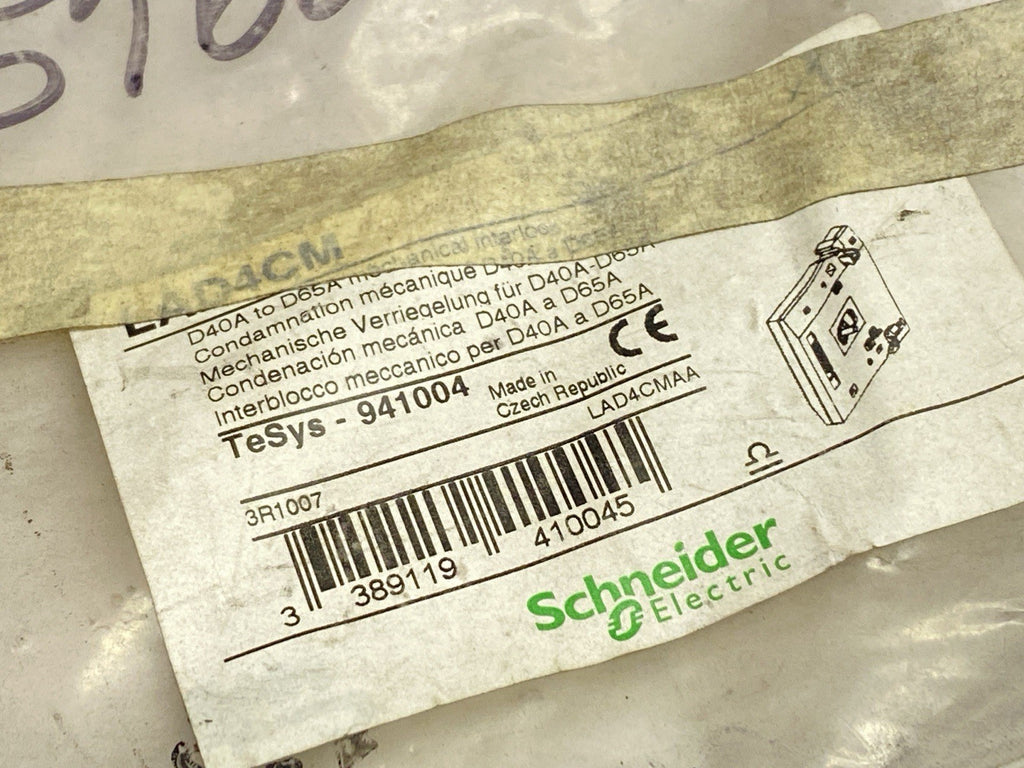 LAD4CM
D40A to D65A mechanical interlock
Condamnation mécanique D40A à D65A
Mechanische Verriegelung für D40A-D65A
Condenación mecánica D40A a D65A
Interblocco meccanico per D40A a D65A
TeSys - 941004
Made in
Czech Republic
CE
LAD4CMAA
3R1007
3 389119 410045
Schneider
Electric